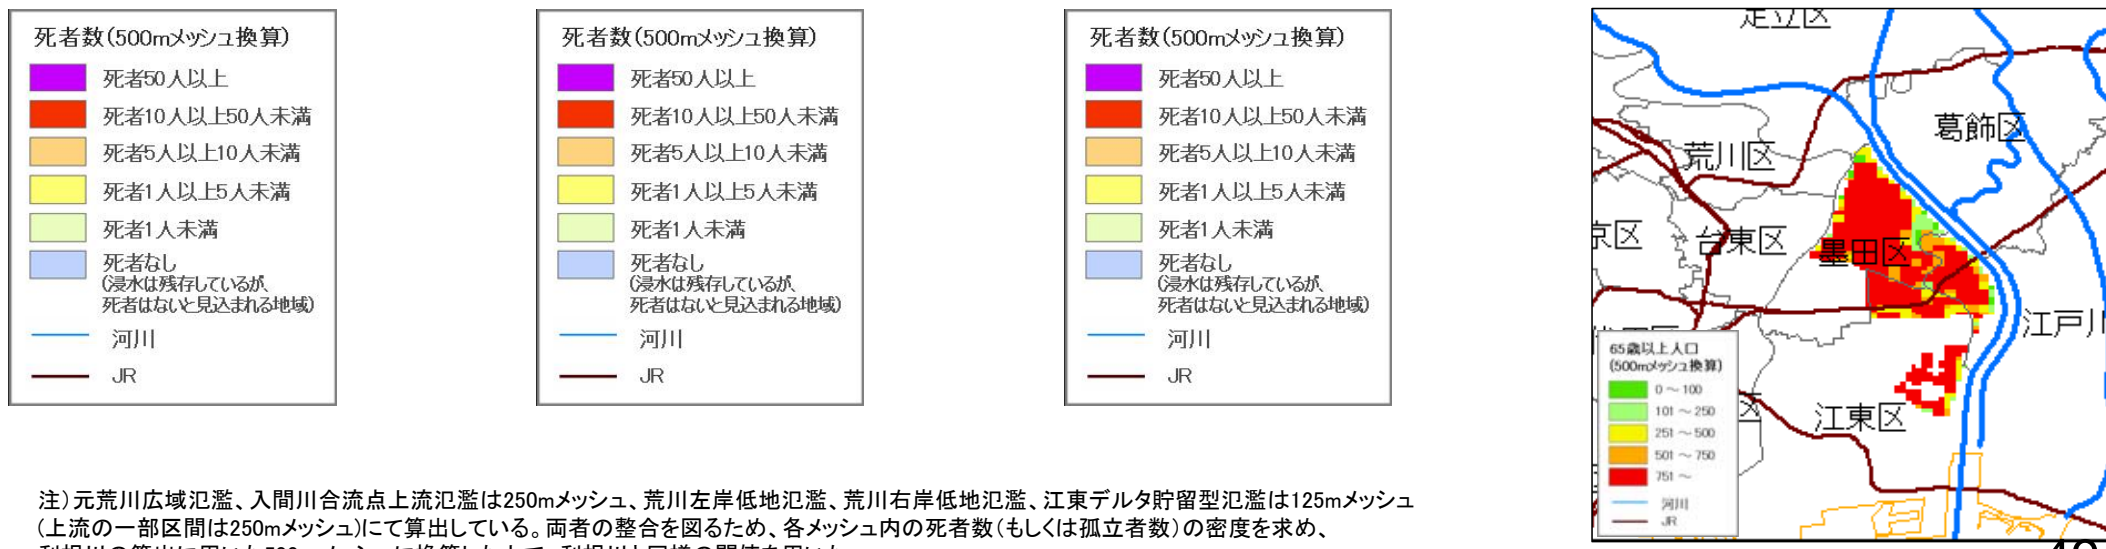 死者数(500mメッシュ換算)
死者50人以上
死者10人以上50人未満
死者5人以上10人未満
死者1人以上5人未満
死者1人未満
死者なし
(浸水は残存しているが、
死者はないと見込まれる地域)
河川
JR
死者数(500mメッシュ換算)
死者50人以上
死者10人以上50人未満
死者5人以上10人未満
死者1人以上5人未満
死者1人未満
死者なし
(浸水は残存しているが、
死者はないと見込まれる地域)
河川
JR
死者数(500mメッシュ換算)
死者50人以上
死者10人以上50人未満
死者5人以上10人未満
死者1人以上5人未満
死者1人未満
死者なし
(浸水は残存しているが、
死者はないと見込まれる地域)
河川
JR
足立区
葛飾区
荒川区
京区
台東区
墨田区
江戸川
江東区
65歳以上人口
(500mメッシュ換算)
0～100
101～250
251～500
501～750
751～
河川
JR
注)元荒川広域氾濫、入間川合流点上流氾濫は250mメッシュ、荒川左岸低地氾濫、荒川右岸低地氾濫、江東デルタ貯留型氾濫は125mメッシュ
(上流の一部区間は250mメッシュ)にて算出している。両者の整合を図るため、各メッシュ内の死者数(もしくは孤立者数)の密度を求め、